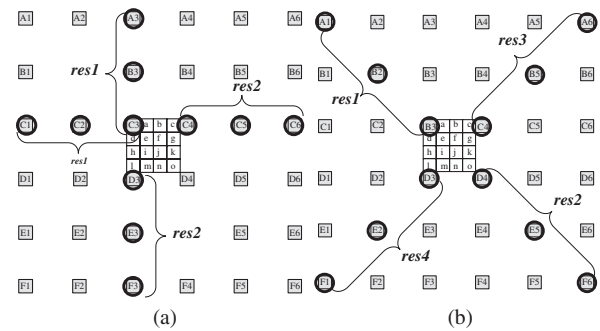 A1 A2 A3 A4 A5 A6
B1 B3 B4 B5 B6
res1
res2
C1 C2 C3 a b c C4 C5 C6
d e f g
res1
h i j k
l m n o
D1 D2 D3 D4 D5 D6
E1 E2 E3 E5 E6
res2
F1 F2 E3 F4 F5 F6
(a)
A1 A2 A3 A4 A5 A6
res3
B1 B2 B3 B4 B5 B6
res1
C1 C2 B3 a b c C4 C5 C6
d e f g
h i j k
l m n o
D1 D2 D3 D4 D5 D6
res2
E1 E2 E3 E4 E5 E6
res4
F1 F2 F3 F4 F5 F6
(b)